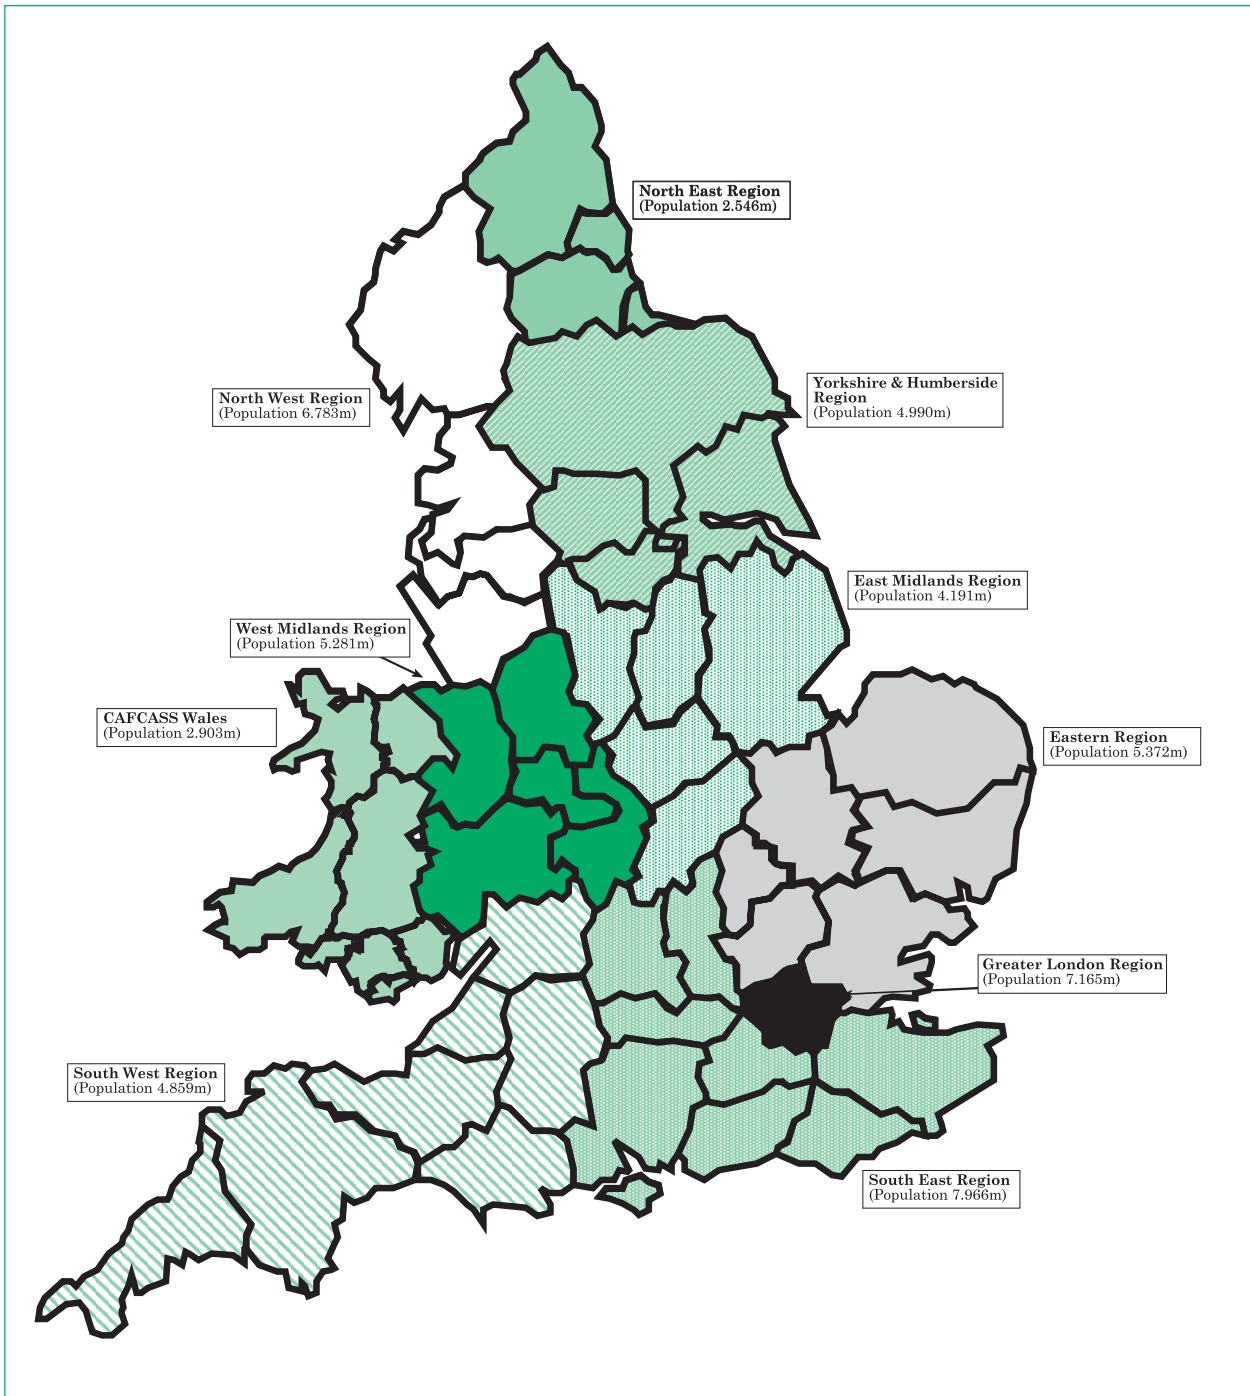 North East Region
(Population 2.546m)
Yorkshire & Humberside
Region
(Population 4.990m)
North West Region
(Population 6.783m)
East Midlands Region
(Population 4.191m)
West Midlands Region
(Population 5.281m)
CAFCASS Wales
(Population 2.903m)
Eastern Region
(Population 5.372m)
Greater London Region
(Population 7.165m)
South West Region
(Population 4.859m)
South East Region
(Population 7.966m)